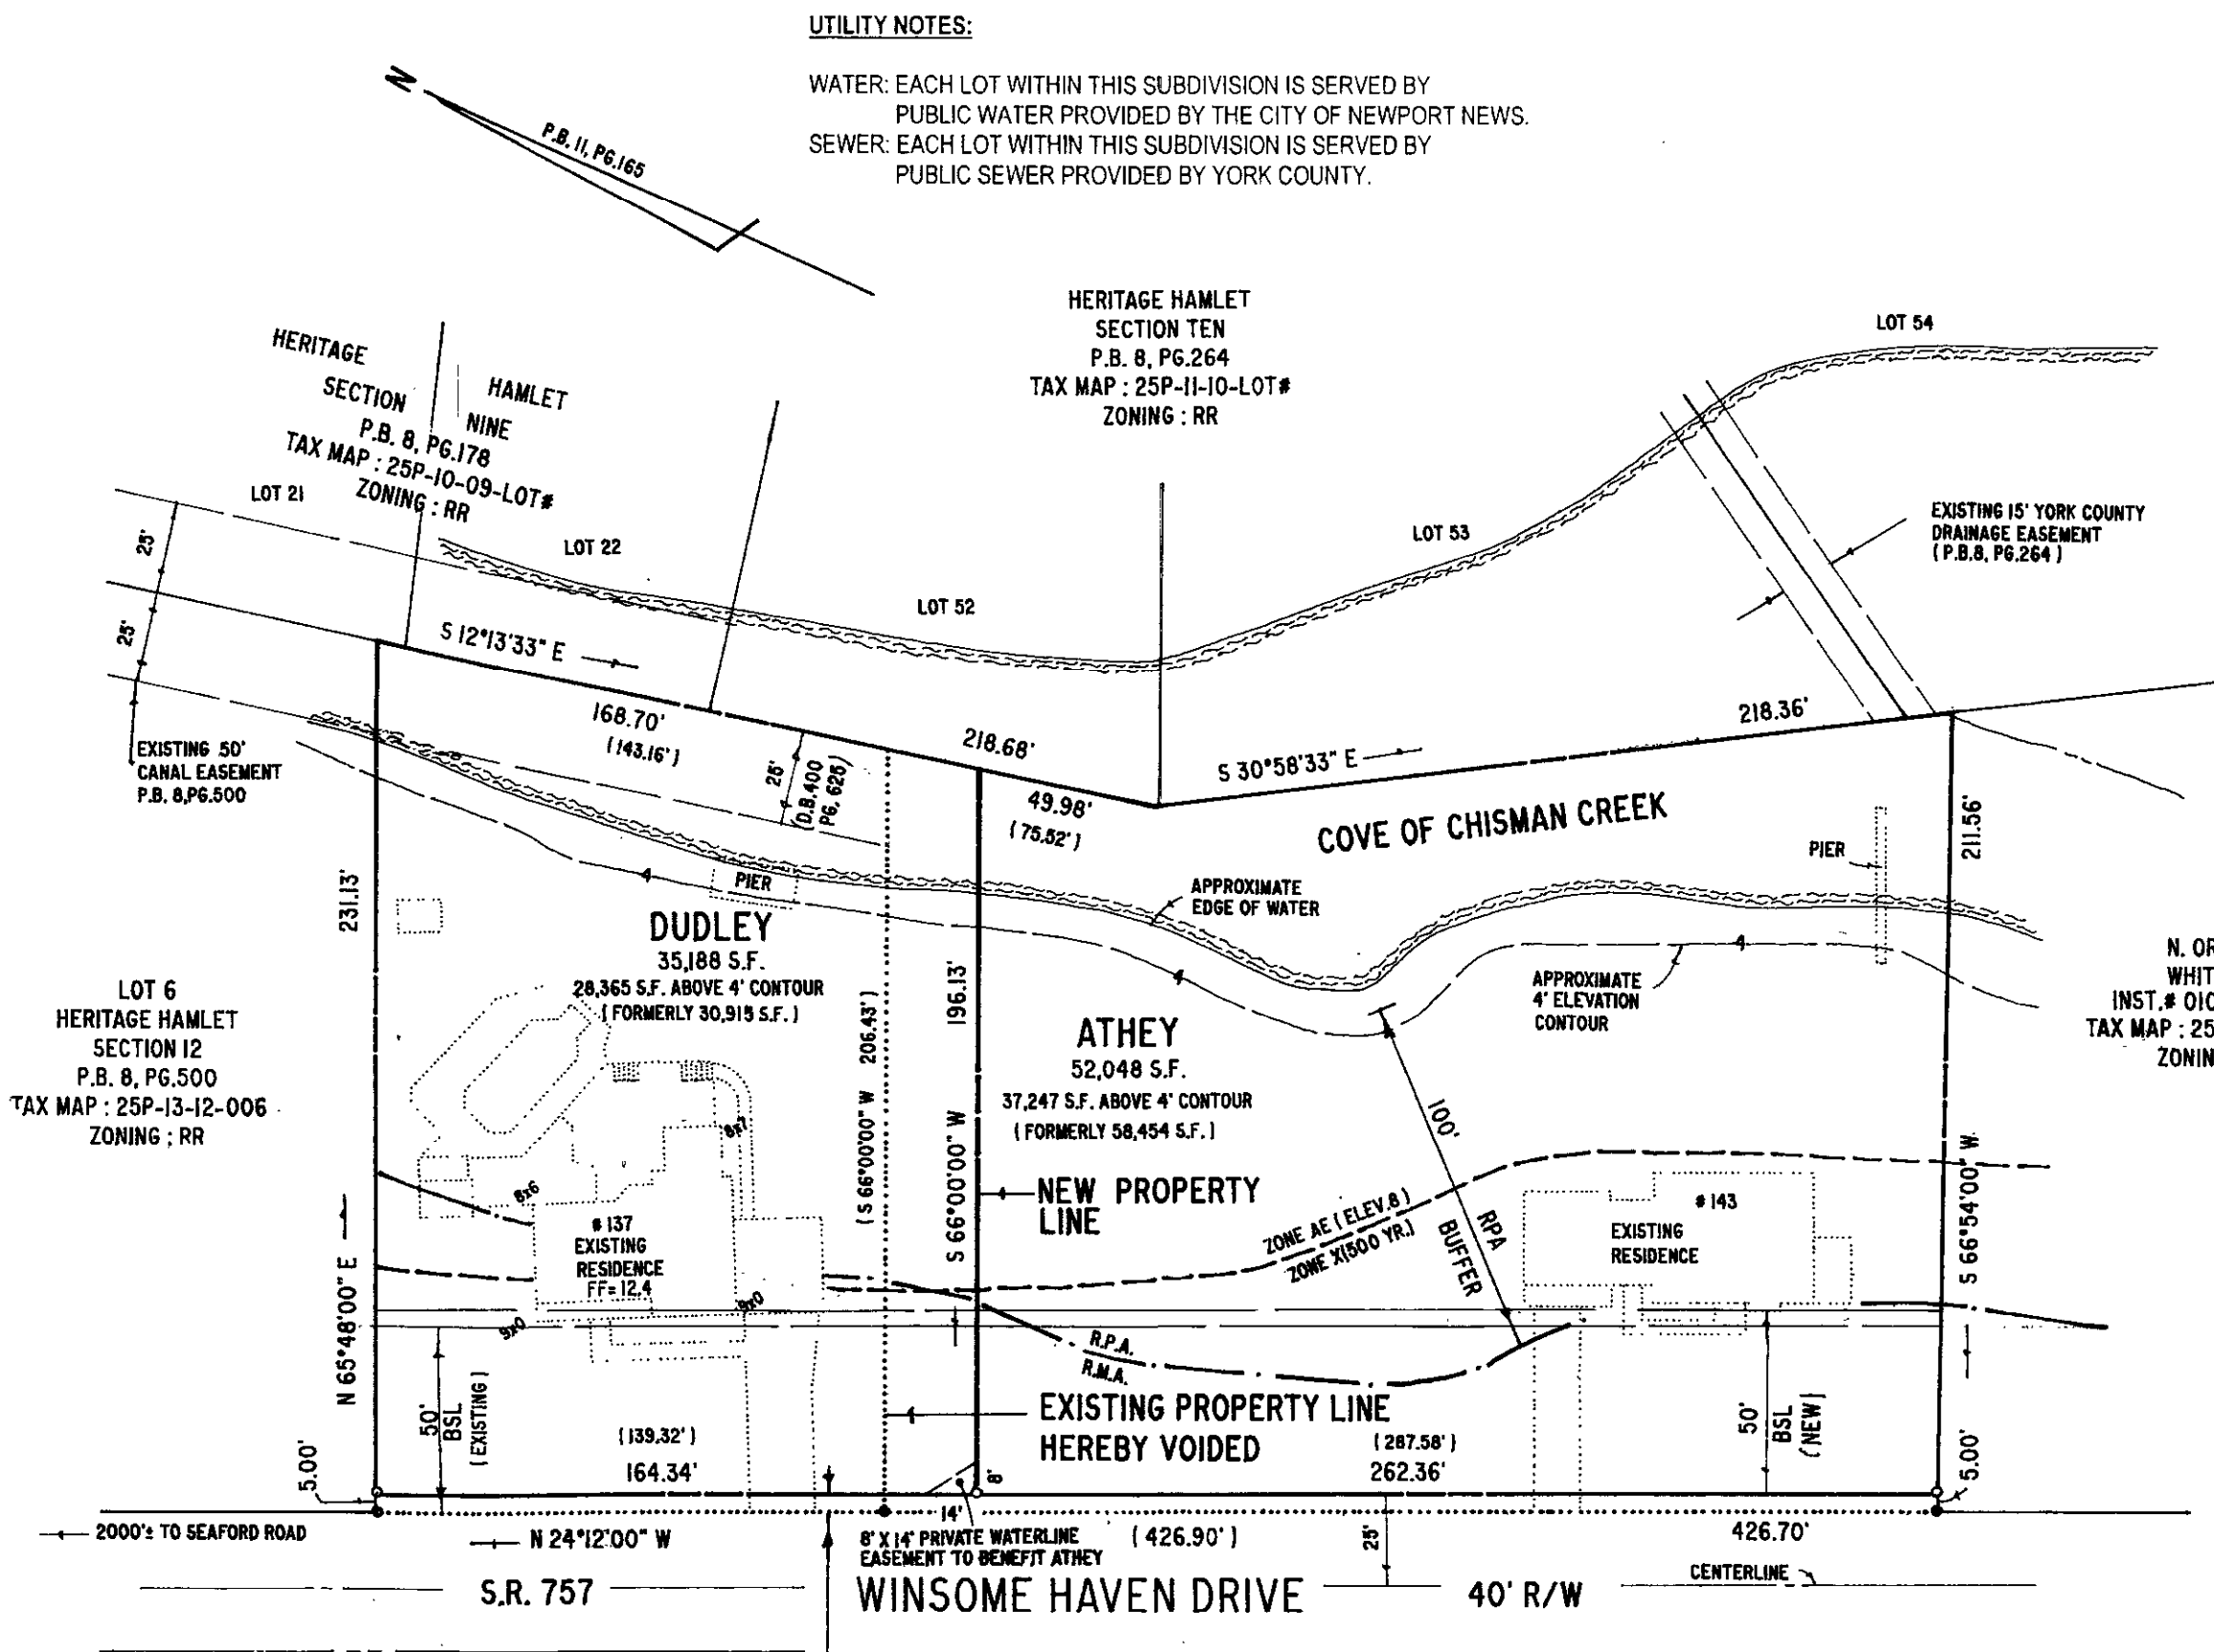 UTILITY NOTES:
WATER: EACH LOT WITHIN THIS SUBDIVISION IS SERVED BY
PUBLIC WATER PROVIDED BY THE CITY OF NEWPORT NEWS.
SEWER: EACH LOT WITHIN THIS SUBDIVISION IS SERVED BY
PUBLIC SEWER PROVIDED BY YORK COUNTY.
N
P.B. 11, PG.165
HERITAGE HAMLET
SECTION TEN
P.B. 8, PG.264
TAX MAP : 25P-11-10-LOT#
ZONING : RR
LOT 54
HERITAGE HAMLET
SECTION NINE
P.B. 8, PG.178
TAX MAP : 25P-10-09-LOT#
ZONING : RR
LOT 21
LOT 22
LOT 52
LOT 53
EXISTING 15' YORK COUNTY
DRAINAGE EASEMENT
( P.B.8, PG.264 )
25'
25'
S 12°13'33" E
168.70'
( 143.16' )
218.68'
218.36'
S 30°58'33" E
49.98'
( 75.52' )
25'
(D.B.400
PG. 625)
EXISTING 50'
CANAL EASEMENT
P.B. 8,PG.500
COVE OF CHISMAN CREEK
PIER
211.56'
231.13'
4
PIER
APPROXIMATE
EDGE OF WATER
DUDLEY
35,188 S.F.
28,365 S.F. ABOVE 4' CONTOUR
( FORMERLY 30,915 S.F. )
4
4
APPROXIMATE
4' ELEVATION
CONTOUR
N. OR
WHIT
INST.# 010
TAX MAP : 25
ZONIN
LOT 6
HERITAGE HAMLET
SECTION 12
P.B. 8, PG.500
TAX MAP : 25P-13-12-006
ZONING : RR
(S 66°00'00" W 206.43')
S 66°00'00" W 196.13'
ATHEY
52,048 S.F.
37,247 S.F. ABOVE 4' CONTOUR
( FORMERLY 58,454 S.F. )
100'
RPA
BUFFER
8x7
8x6
NEW PROPERTY
LINE
# 137
EXISTING
RESIDENCE
FF= 12.4
9x0
9x0
ZONE AE ( ELEV.8 )
ZONE X(500 YR.)
# 143
EXISTING
RESIDENCE
S 66°54'00" W
N 65°48'00" E
R.P.A.
R.M.A.
50'
BSL
(EXISTING)
EXISTING PROPERTY LINE
HEREBY VOIDED
50'
BSL
(NEW)
(139.32')
164.34'
( 287.58' )
262.36'
5.00'
5.00'
8'
14'
2000'± TO SEAFORD ROAD
N 24°12'00" W
8' X 14' PRIVATE WATERLINE
EASEMENT TO BENEFIT ATHEY
( 426.90' )
25'
426.70'
CENTERLINE
S.R. 757
WINSOME HAVEN DRIVE
40' R/W